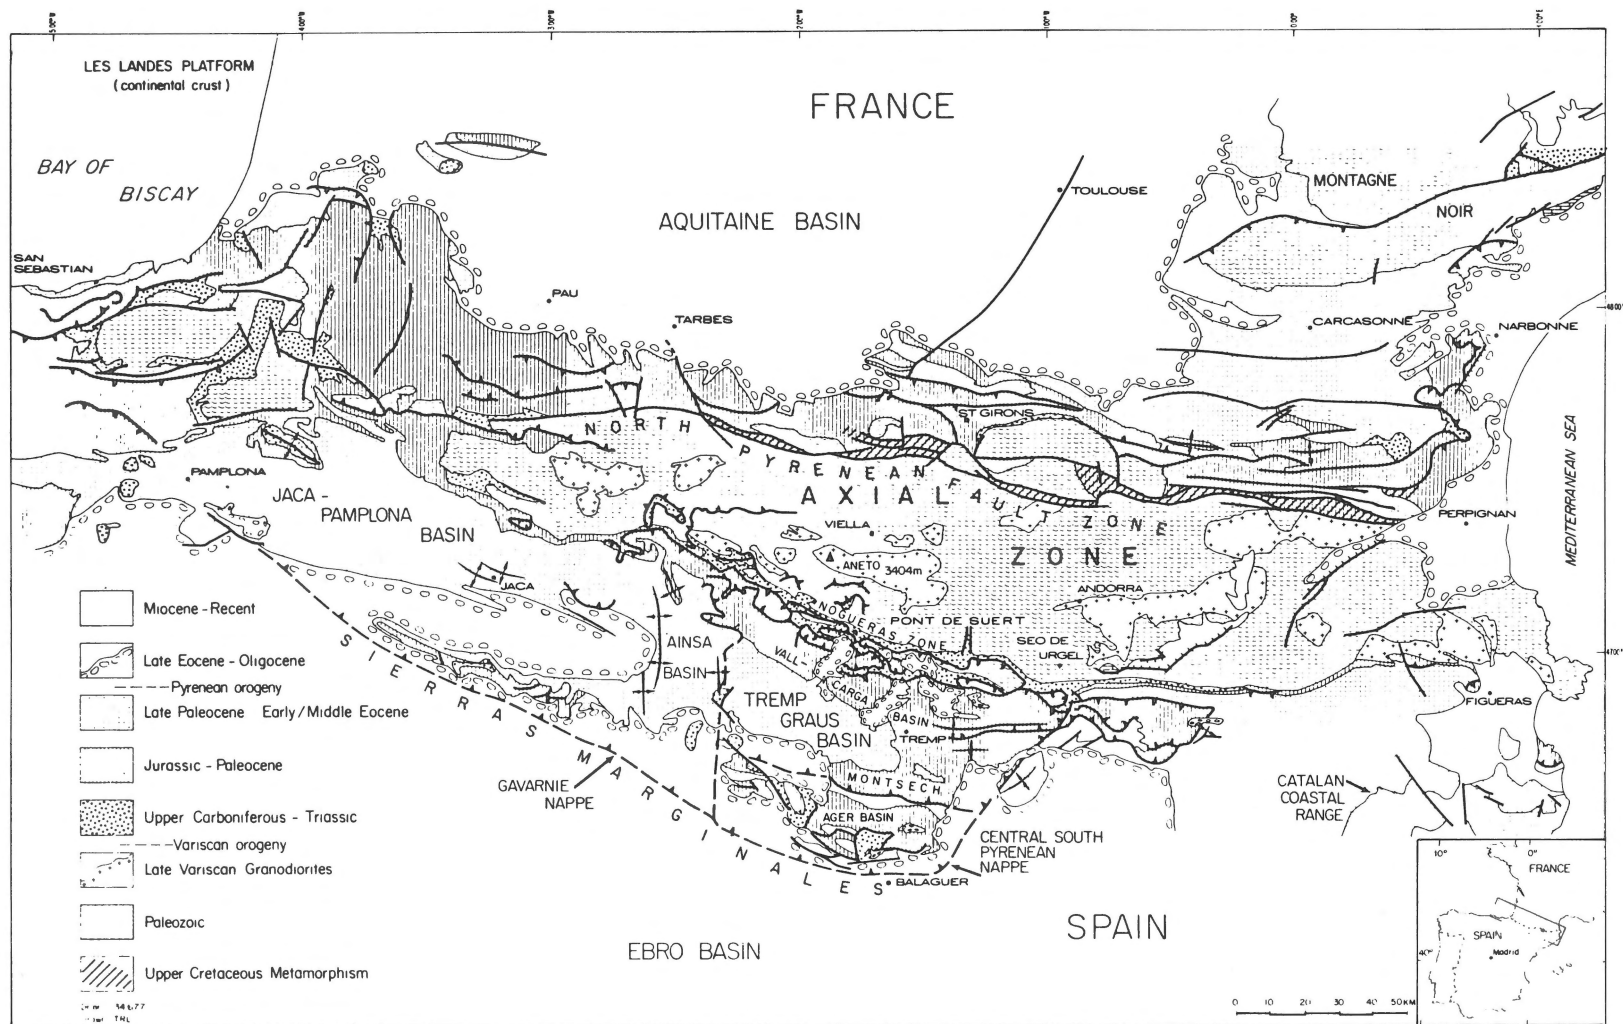 LES LANDES PLATFORM
(continental crust)
FRANCE
BAY OF
BISCAY
AQUITAINE BASIN
TOULOUSE
MONTAGNE
NOIR
SAN
SEBASTIAN
PAU
TARBES
CARCASONNE
NARBONNE
ST GIRONS
NORTH
PYRENEAN
FAULT ZONE
AXIAL
ZONE
PAMPLONA
JACA-
PAMPLONA
BASIN
VIELLA
ANETO 3404m
PERPIGNAN
MEDITERRANEAN SEA
ANDORRA
JACA
NOGUERAS ZONE
PONT DE SUERT
SEO DE
URGEL
AINSA
BASIN
VALL-
CARGA
BASIN
TREMP
GRAUS
BASIN
TREMP
FIGUERAS
SIERRAS MARGINALES
GAVARNIE
NAPPE
MONTSECH
AGER BASIN
CATALAN
COASTAL
RANGE
CENTRAL SOUTH
PYRENEAN
NAPPE
BALAGUER
SPAIN
EBRO BASIN
Miocene-Recent
Late Eocene-Oligocene
Pyrenean orogeny
Late Paleocene Early/Middle Eocene
Jurassic-Paleocene
Upper Carboniferous - Triassic
Variscan orogeny
Late Variscan Granodiorites
Paleozoic
Upper Cretaceous Metamorphism
TRL
0 10 20 30 40 50KM
10° 0°
FRANCE
SPAIN
40°
Madrid